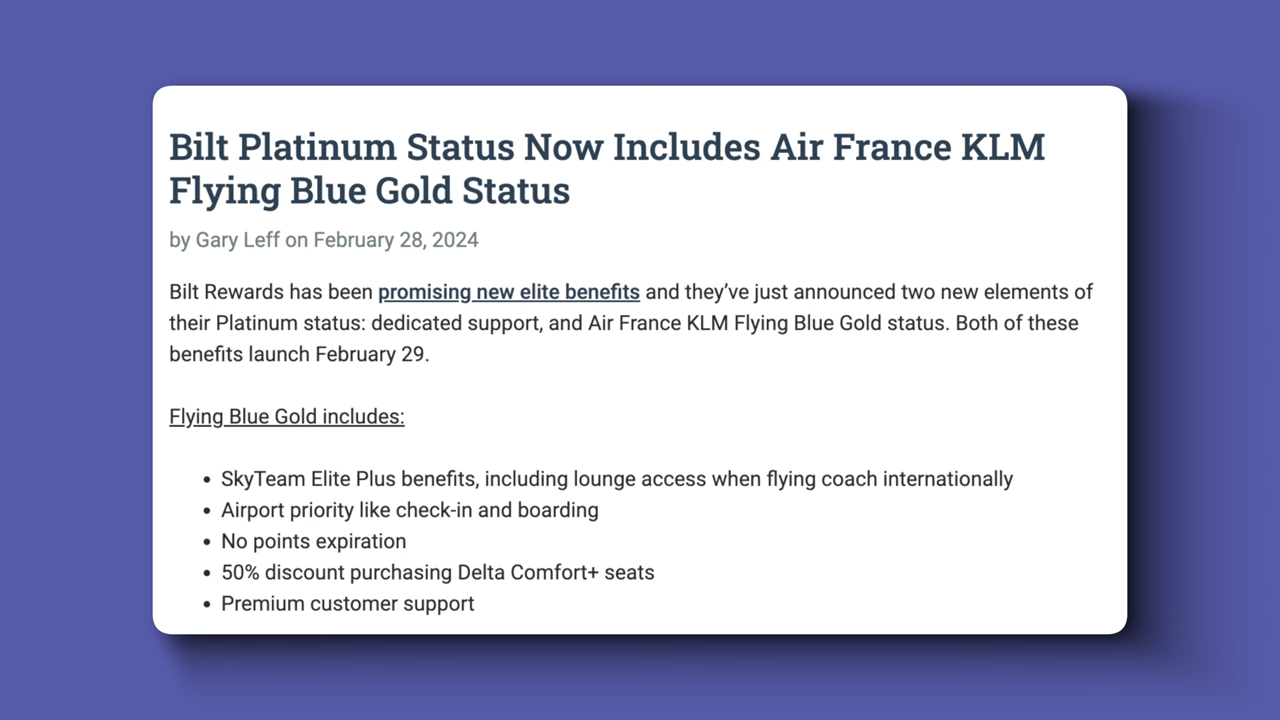 Bilt Platinum Status Now Includes Air France KLM
Flying Blue Gold Status
by Gary Leff on February 28, 2024
Bilt Rewards has been promising new elite benefits and they’ve just announced two new elements of
their Platinum status: dedicated support, and Air France KLM Flying Blue Gold status. Both of these
benefits launch February 29.
Flying Blue Gold includes:
• SkyTeam Elite Plus benefits, including lounge access when flying coach internationally
• Airport priority like check-in and boarding
• No points expiration
• 50% discount purchasing Delta Comfort+ seats
• Premium customer support